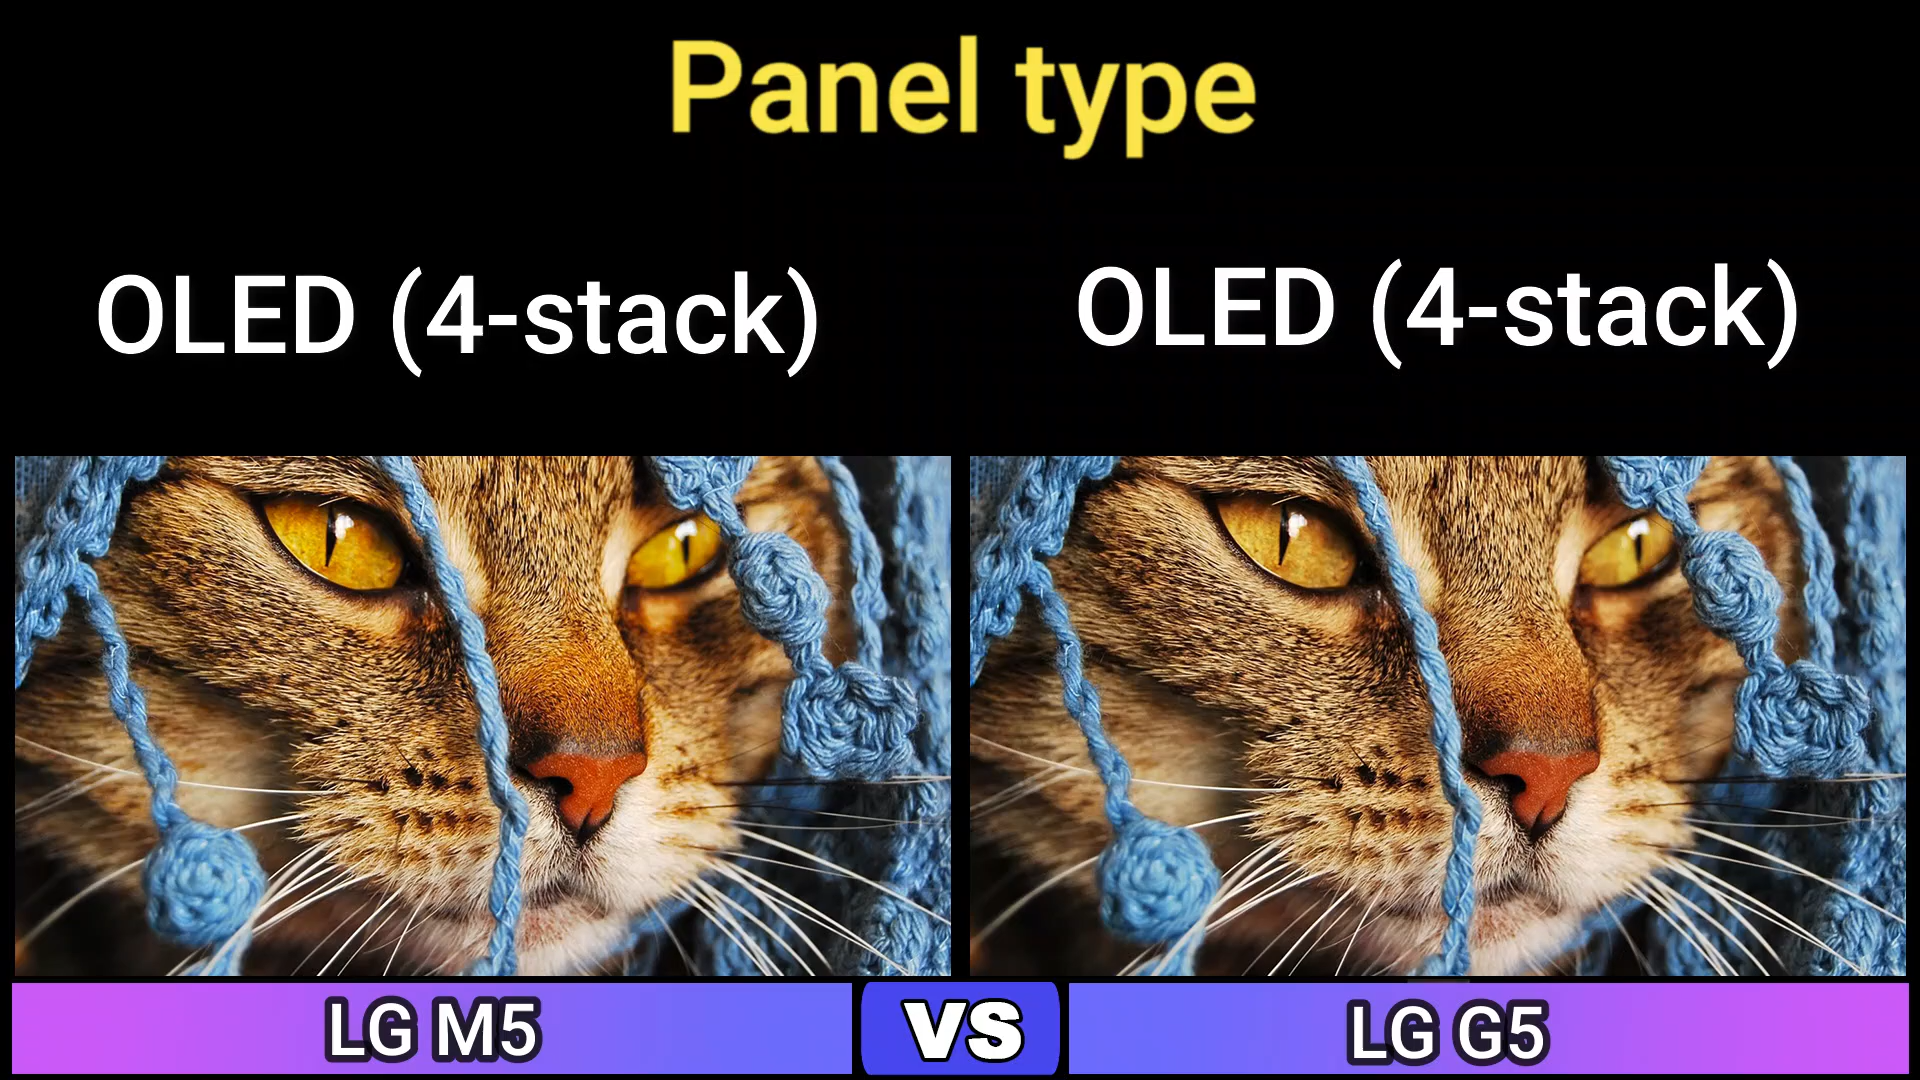 Panel type
OLED (4-stack)
OLED (4-stack)
LG M5
VS
LG G5